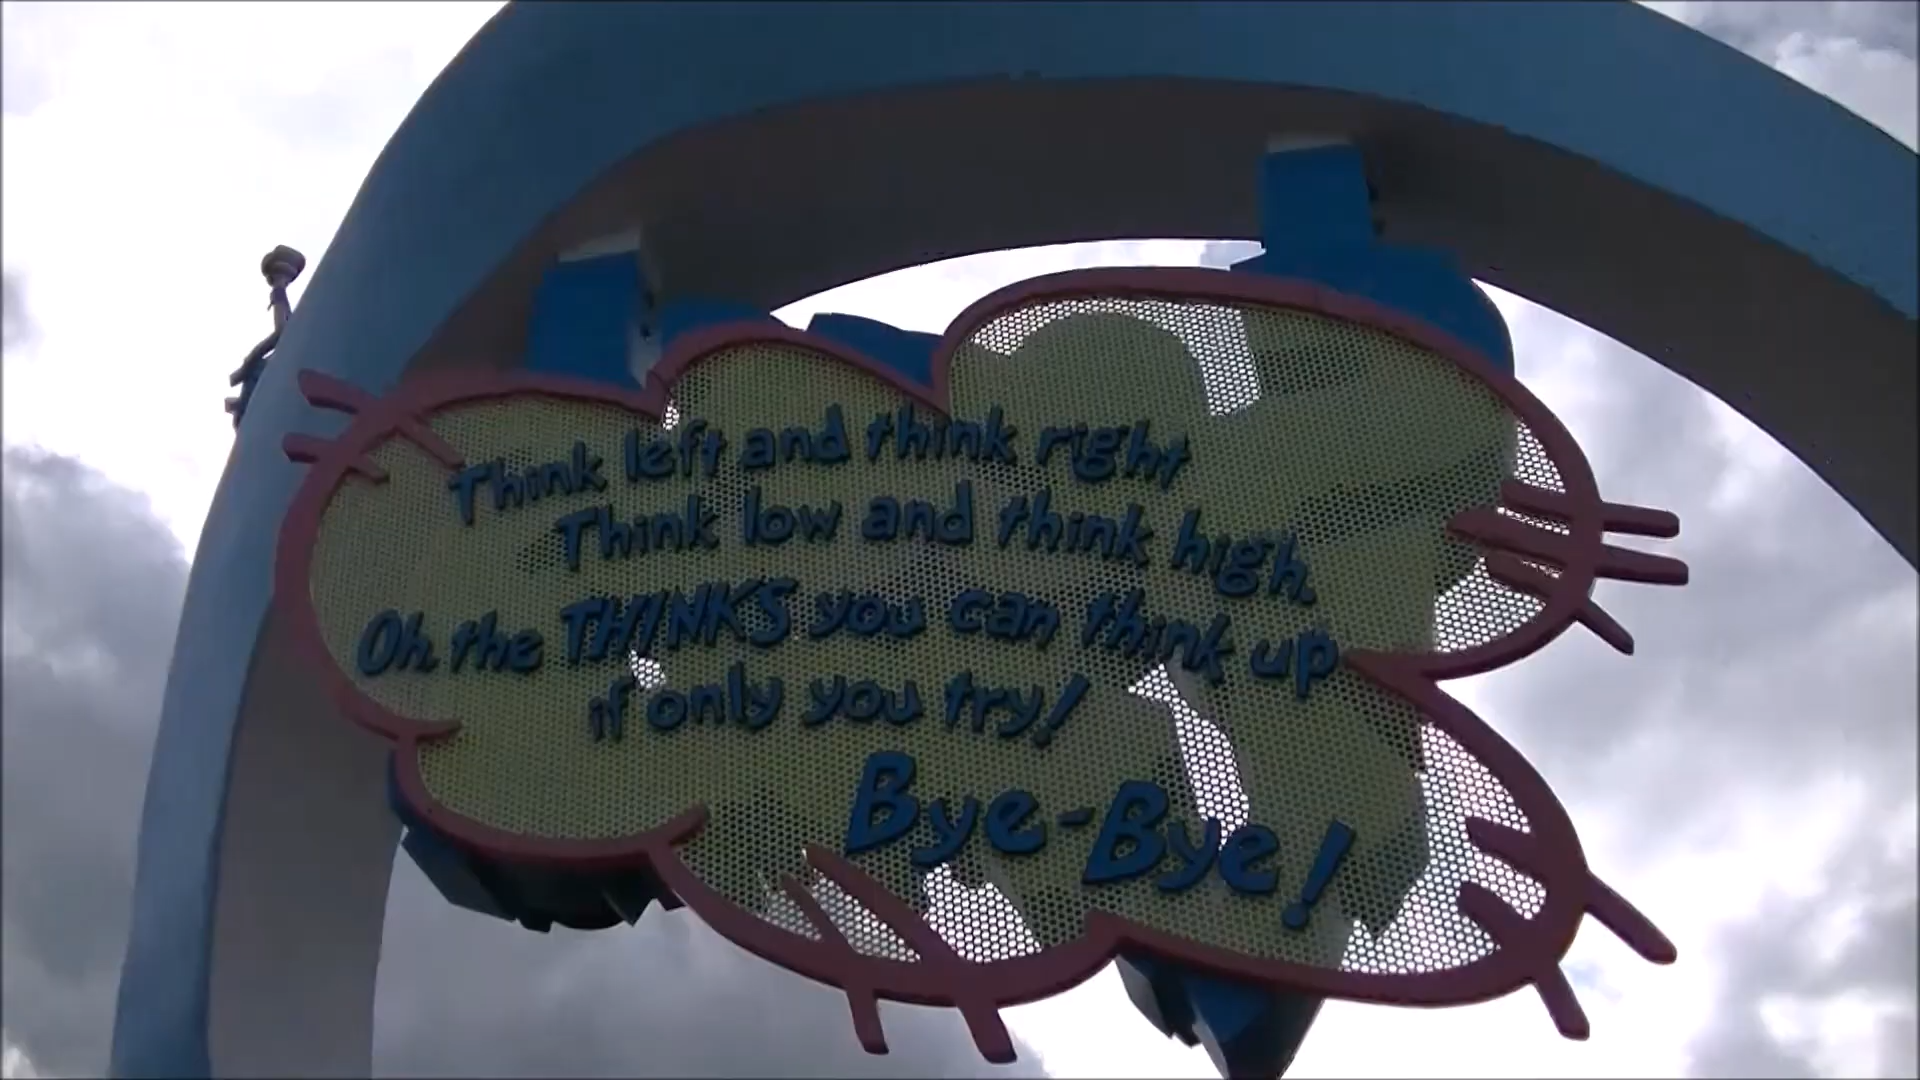 Think left and think right
Think low and think high.
Oh, the THINKS you can think up
if only you try!
Bye-Bye!